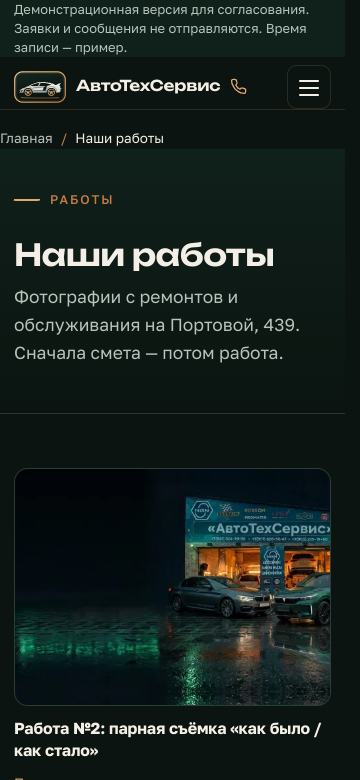 Демонстрационная версия для согласования.
Заявки и сообщения не отправляются. Время
записи — пример.
АвтоТехСервис
Главная / Наши работы
РАБОТЫ
Наши работы
Фотографии с ремонтов и
обслуживания на Портовой, 439.
Сначала смета — потом работа.
«АвтоТехСервис»
Работа №2: парная съёмка «как было /
как стало»